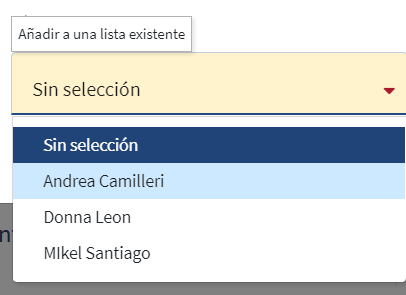 Añadir a una lista existente
Sin selección
Sin selección
Andrea Camilleri
Donna Leon
MIkel Santiago